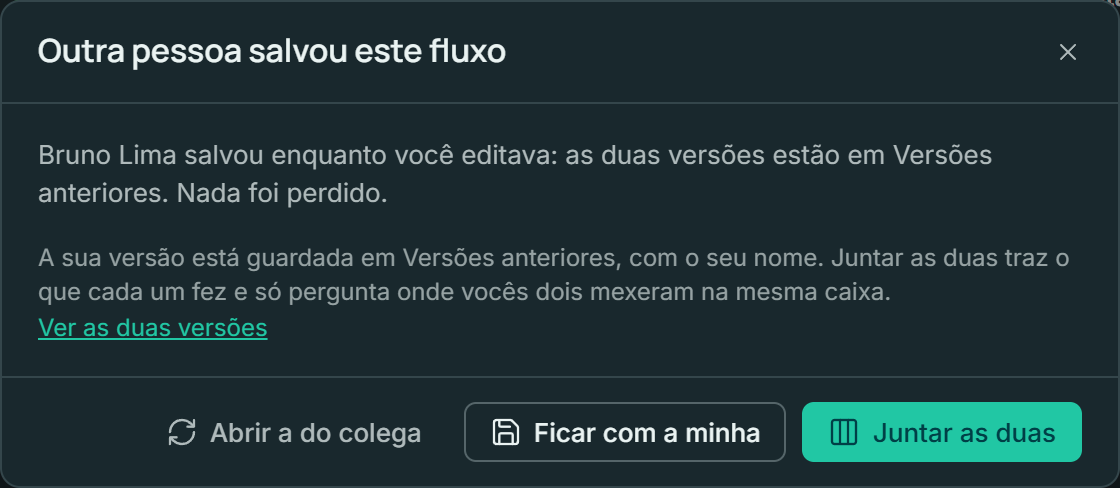 Outra pessoa salvou este fluxo
Bruno Lima salvou enquanto você editava: as duas versões estão em Versões
anteriores. Nada foi perdido.
A sua versão está guardada em Versões anteriores, com o seu nome. Juntar as duas traz o
que cada um fez e só pergunta onde vocês dois mexeram na mesma caixa.
Ver as duas versões
Abrir a do colega
Ficar com a minha
Juntar as duas